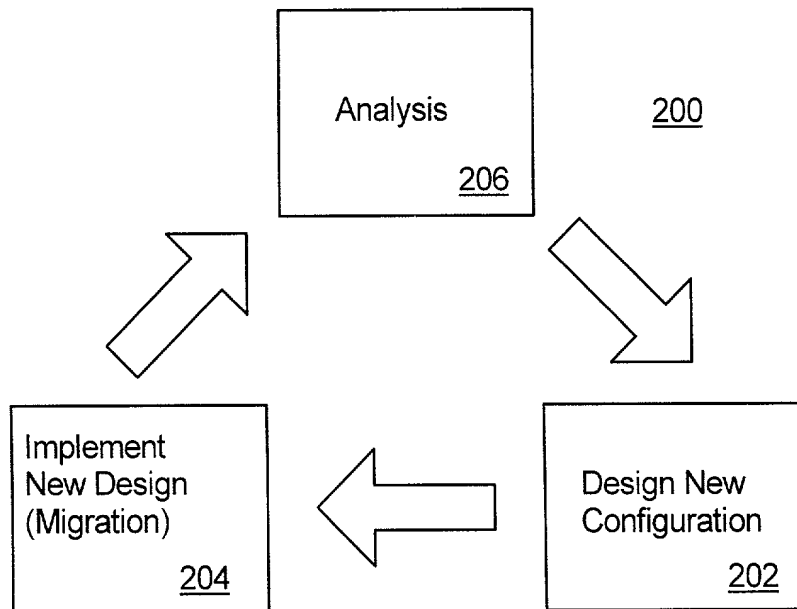 Analysis
206
200
Implement
New Design
(Migration)
204
Design New
Configuration
202